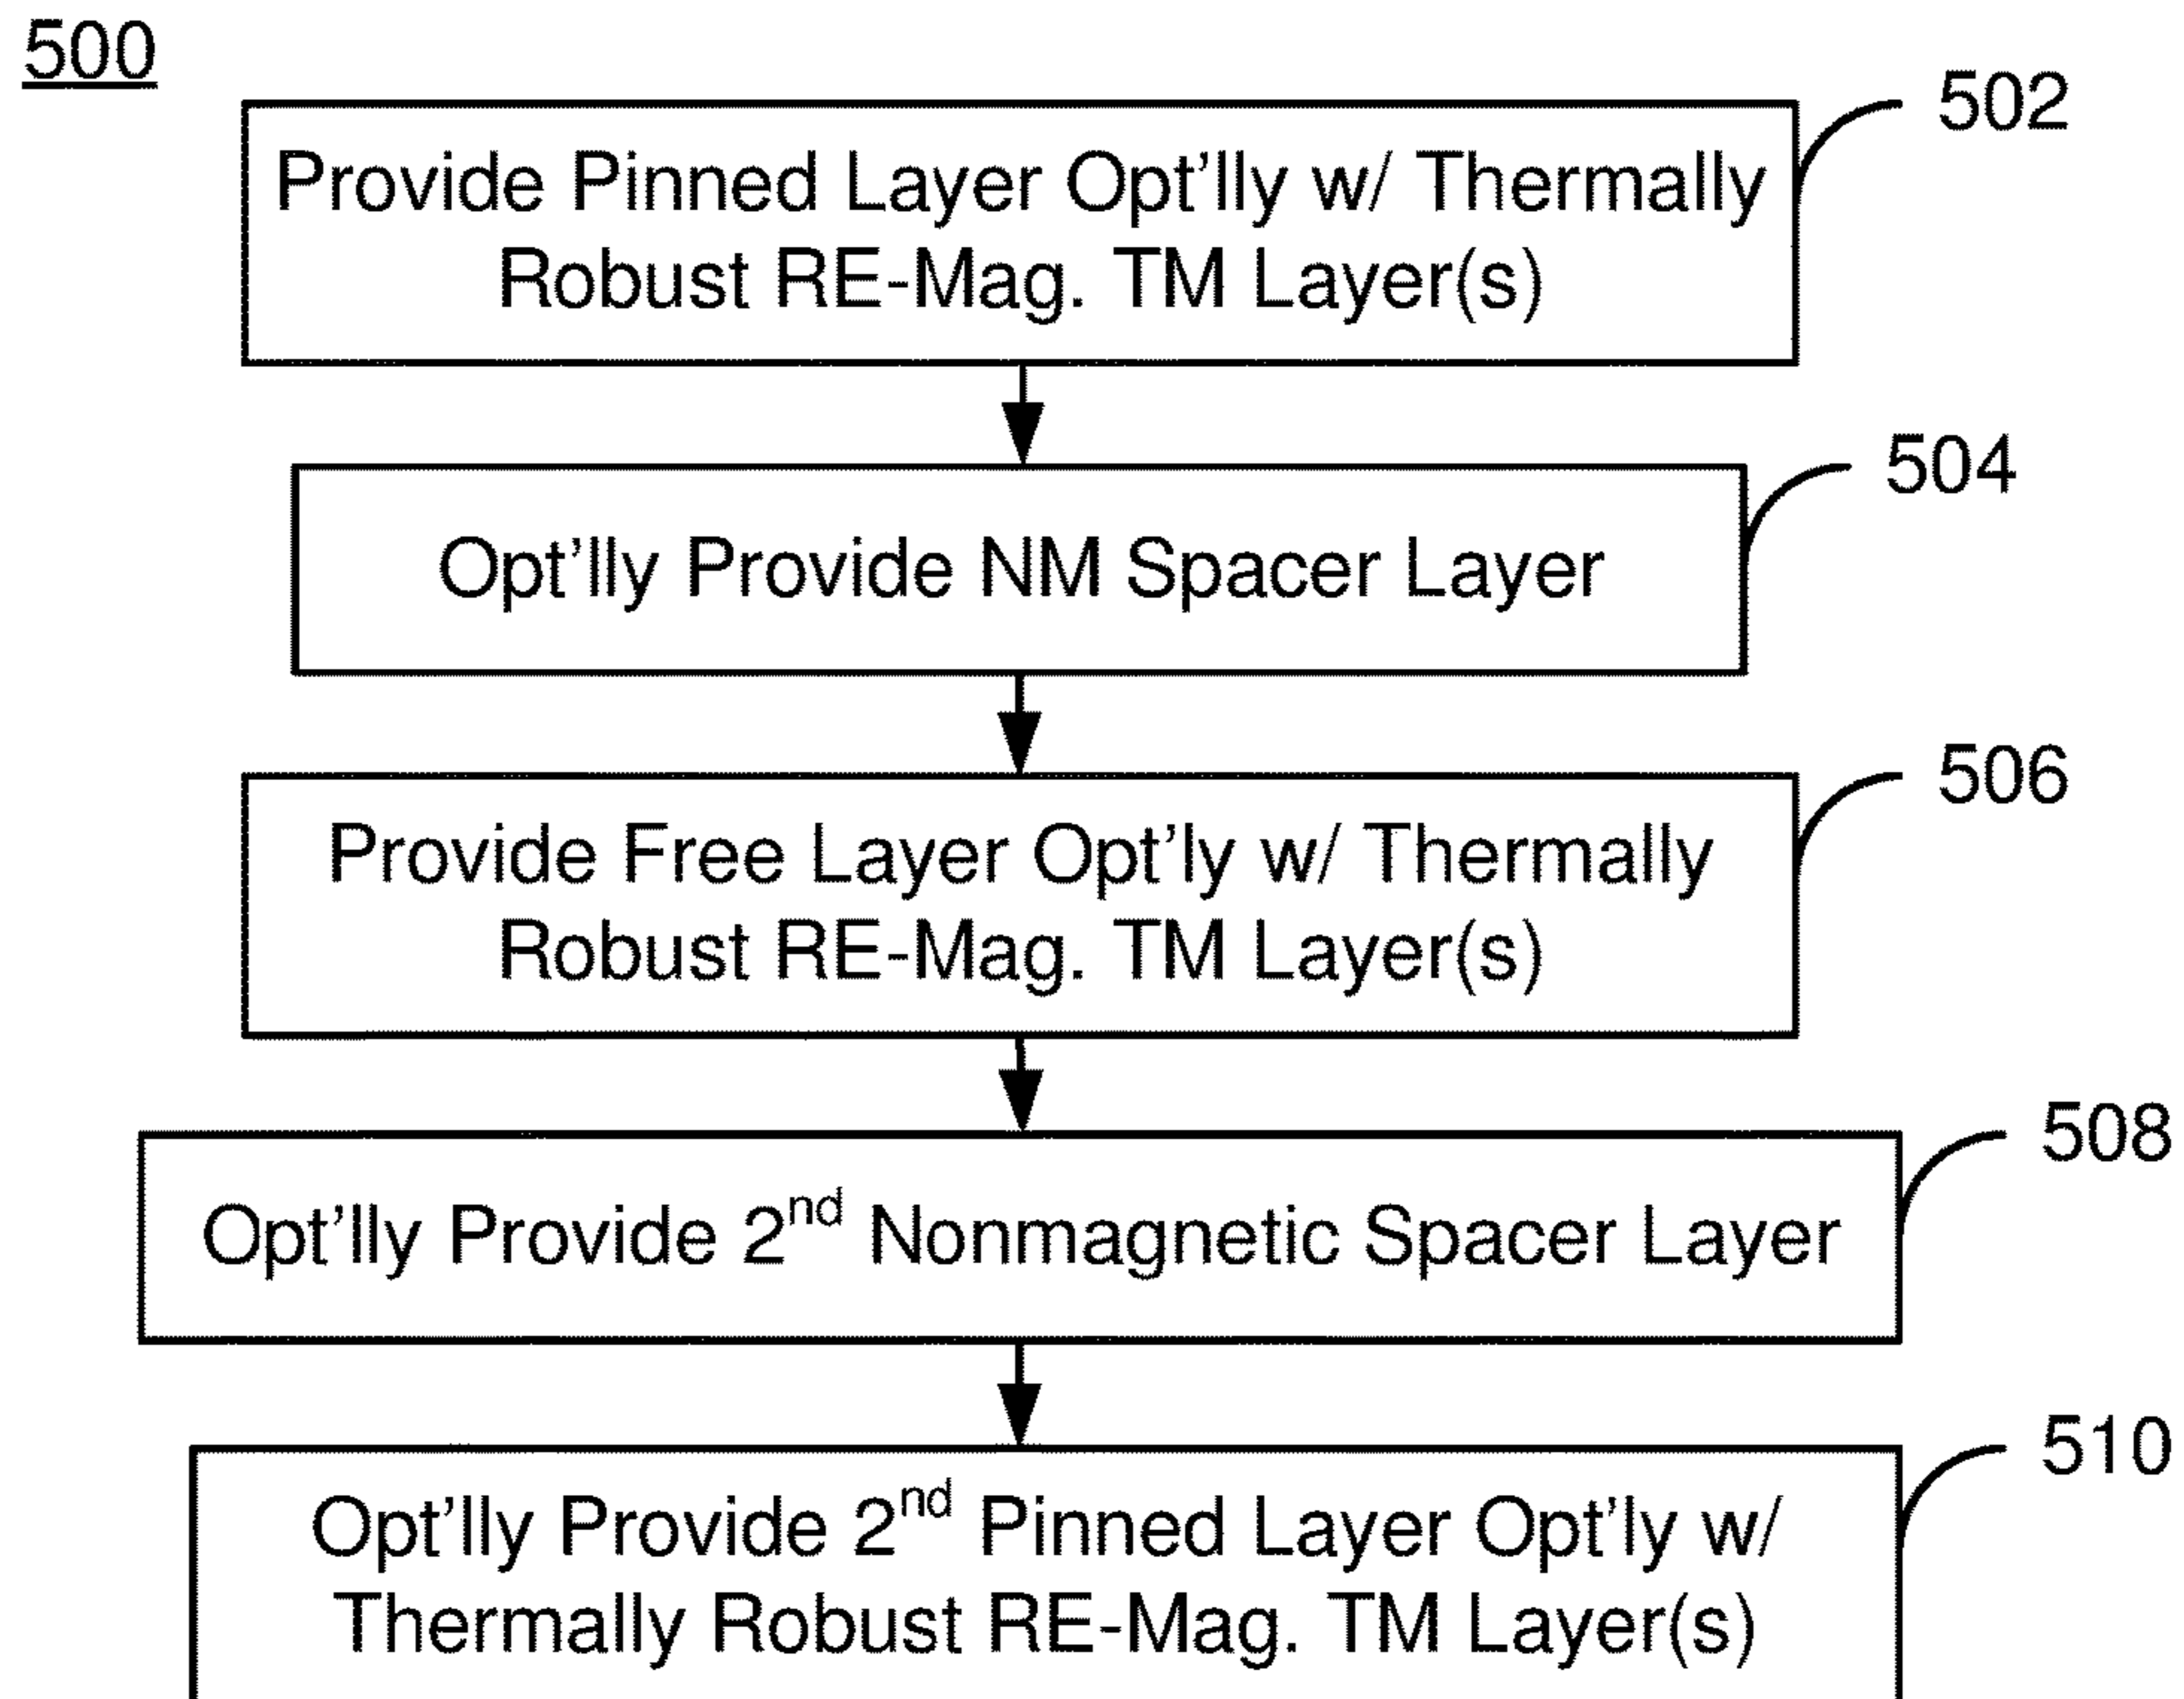 500
502
Provide Pinned Layer Opt’lly w/ Thermally
Robust RE-Mag. TM Layer(s)
504
Opt’lly Provide NM Spacer Layer
506
Provide Free Layer Opt’ly w/ Thermally
Robust RE-Mag. TM Layer(s)
508
Opt’lly Provide 2nd Nonmagnetic Spacer Layer
510
Opt’lly Provide 2nd Pinned Layer Opt’ly w/
Thermally Robust RE-Mag. TM Layer(s)